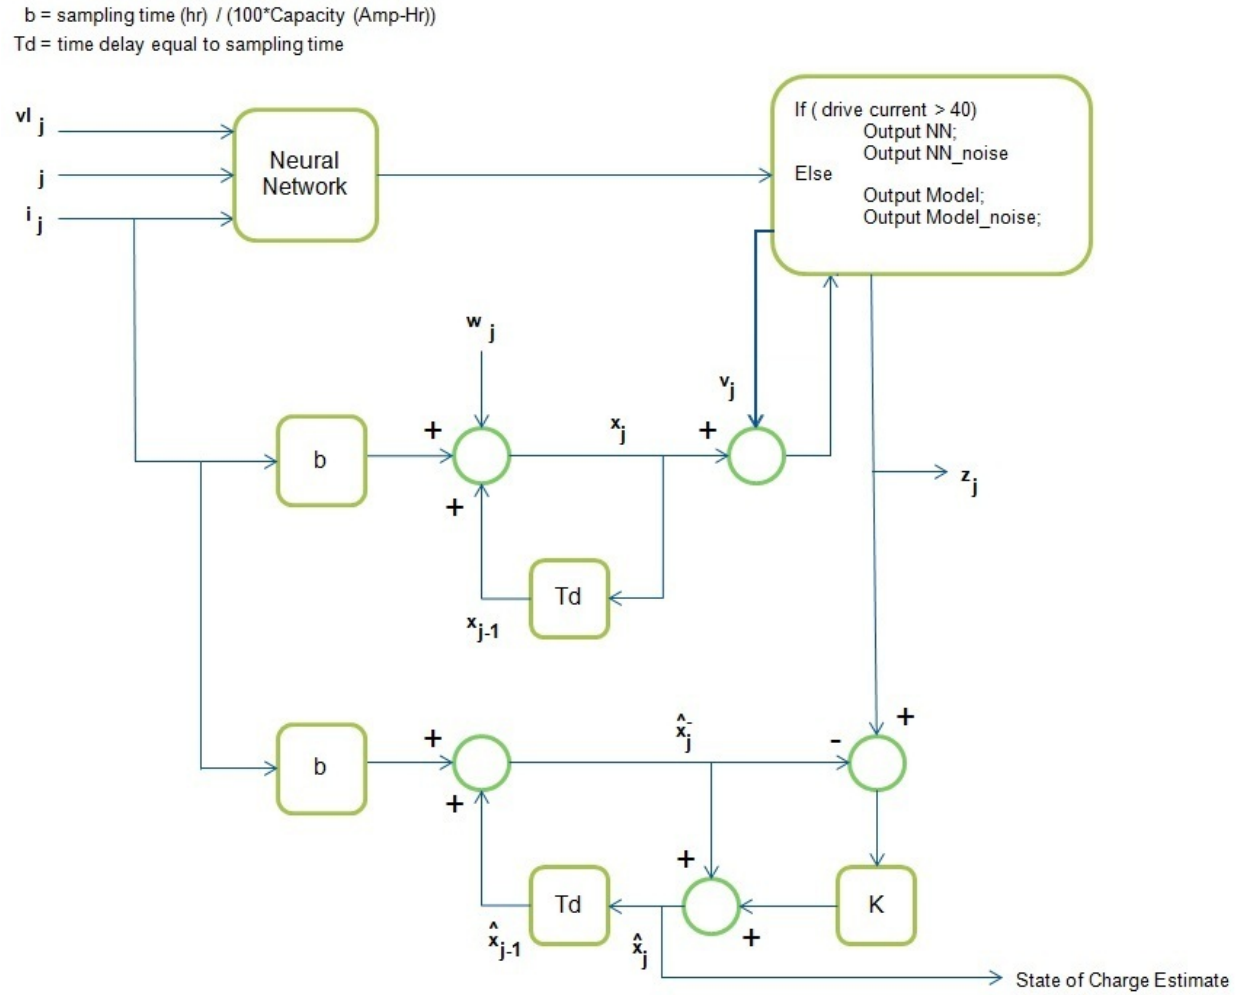 b = sampling time (hr) / (100*Capacity (Amp-Hr))
Td = time delay equal to sampling time
vl j
j
i j
Neural
Network
If ( drive current > 40)
Output NN;
Output NN_noise
Else
Output Model;
Output Model_noise;
w j
v j
b
+
+
x j
+
z j
Td
x j-1
b
+
+
x̂⁻ j
-
+
+
Td
K
+
x̂ j-1
x̂ j
State of Charge Estimate